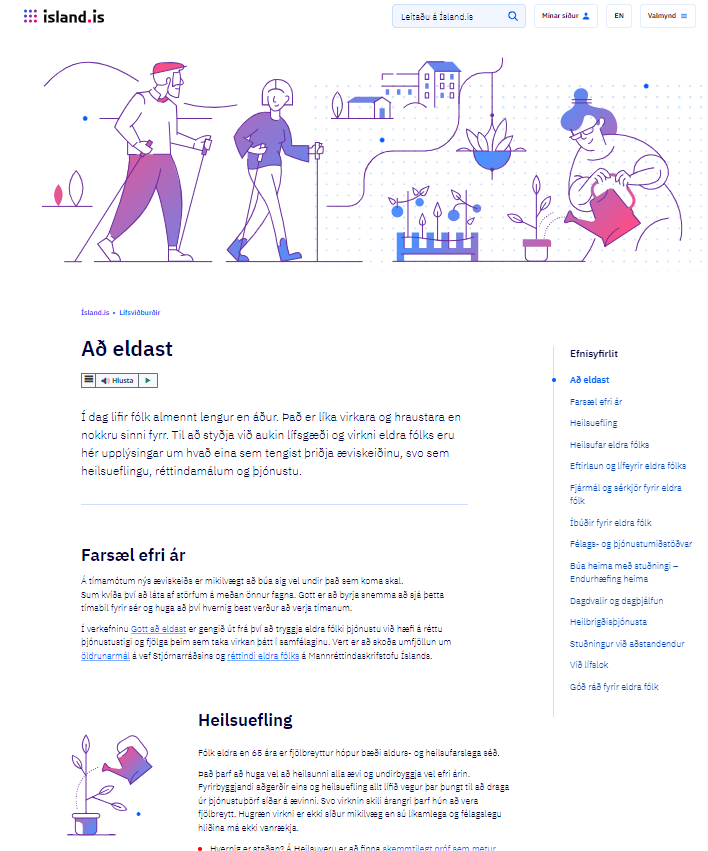 ísland.is
Leitaðu á Ísland.is
Mínar síður
EN
Valmynd
Ísland.is • Lífsviðburðir
Að eldast
Hlusta
Í dag lifir fólk almennt lengur en áður. Það er líka virkara og hraustara en
nokkru sinni fyrr. Til að styðja við aukin lífsgæði og virkni eldra fólks eru
hér upplýsingar um hvað eina sem tengist þriðja æviskeiðinu, svo sem
heilsueflingu, réttindamálum og þjónustu.
Farsæl efri ár
Á tímamótum nýs æviskeiðs er mikilvægt að búa sig vel undir það sem koma skal.
Sum kvíða því að láta af störfum á meðan önnur fagna. Gott er að byrja snemma að sjá þetta
tímabil fyrir sér og huga að því hvernig best verður að verja tímanum.
Í verkefninu Gott að eldast er gengið út frá því að tryggja eldra fólki þjónustu við hæfi á réttu
þjónustustigi og fjölga þeim sem taka virkan þátt í samfélaginu. Vert er að skoða umfjöllun um
öldrunarmál á vef Stjórnarráðsins og réttindi eldra fólks á Mannréttindaskrifstofu Íslands.
Heilsuefling
Fólk eldra en 65 ára er fjölbreyttur hópur bæði aldurs- og heilsufarslega séð.
Það þarf að huga vel að heilsunni alla ævi og undirbyggja vel efri árin.
Fyrirbyggjandi aðgerðir eins og heilsuefling allt lífið vegur þar þungt til að draga
úr þjónustuþörf síðar á ævinni. Svo virknin skili árangri þarf hún að vera
fjölbreytt. Hugræn virkni er ekki síður mikilvæg en sú líkamlega og félagslegu
hliðina má ekki vanrækja.
• Hvernig er staðan? Á Heilsuveru er að finna skemmtilegt próf sem metur
Efnisyfirlit
Að eldast
Farsæl efri ár
Heilsuefling
Heilsufar eldra fólks
Eftirlaun og lífeyrir eldra fólks
Fjármál og sérkjör fyrir eldra
fólk
Íbúðir fyrir eldra fólk
Félags- og þjónustumiðstöðvar
Búa heima með stuðningi –
Endurhæfing heima
Dagdvalir og dagþjálfun
Heilbrigðisþjónusta
Stuðningur við aðstandendur
Við lífslok
Góð ráð fyrir eldra fólk